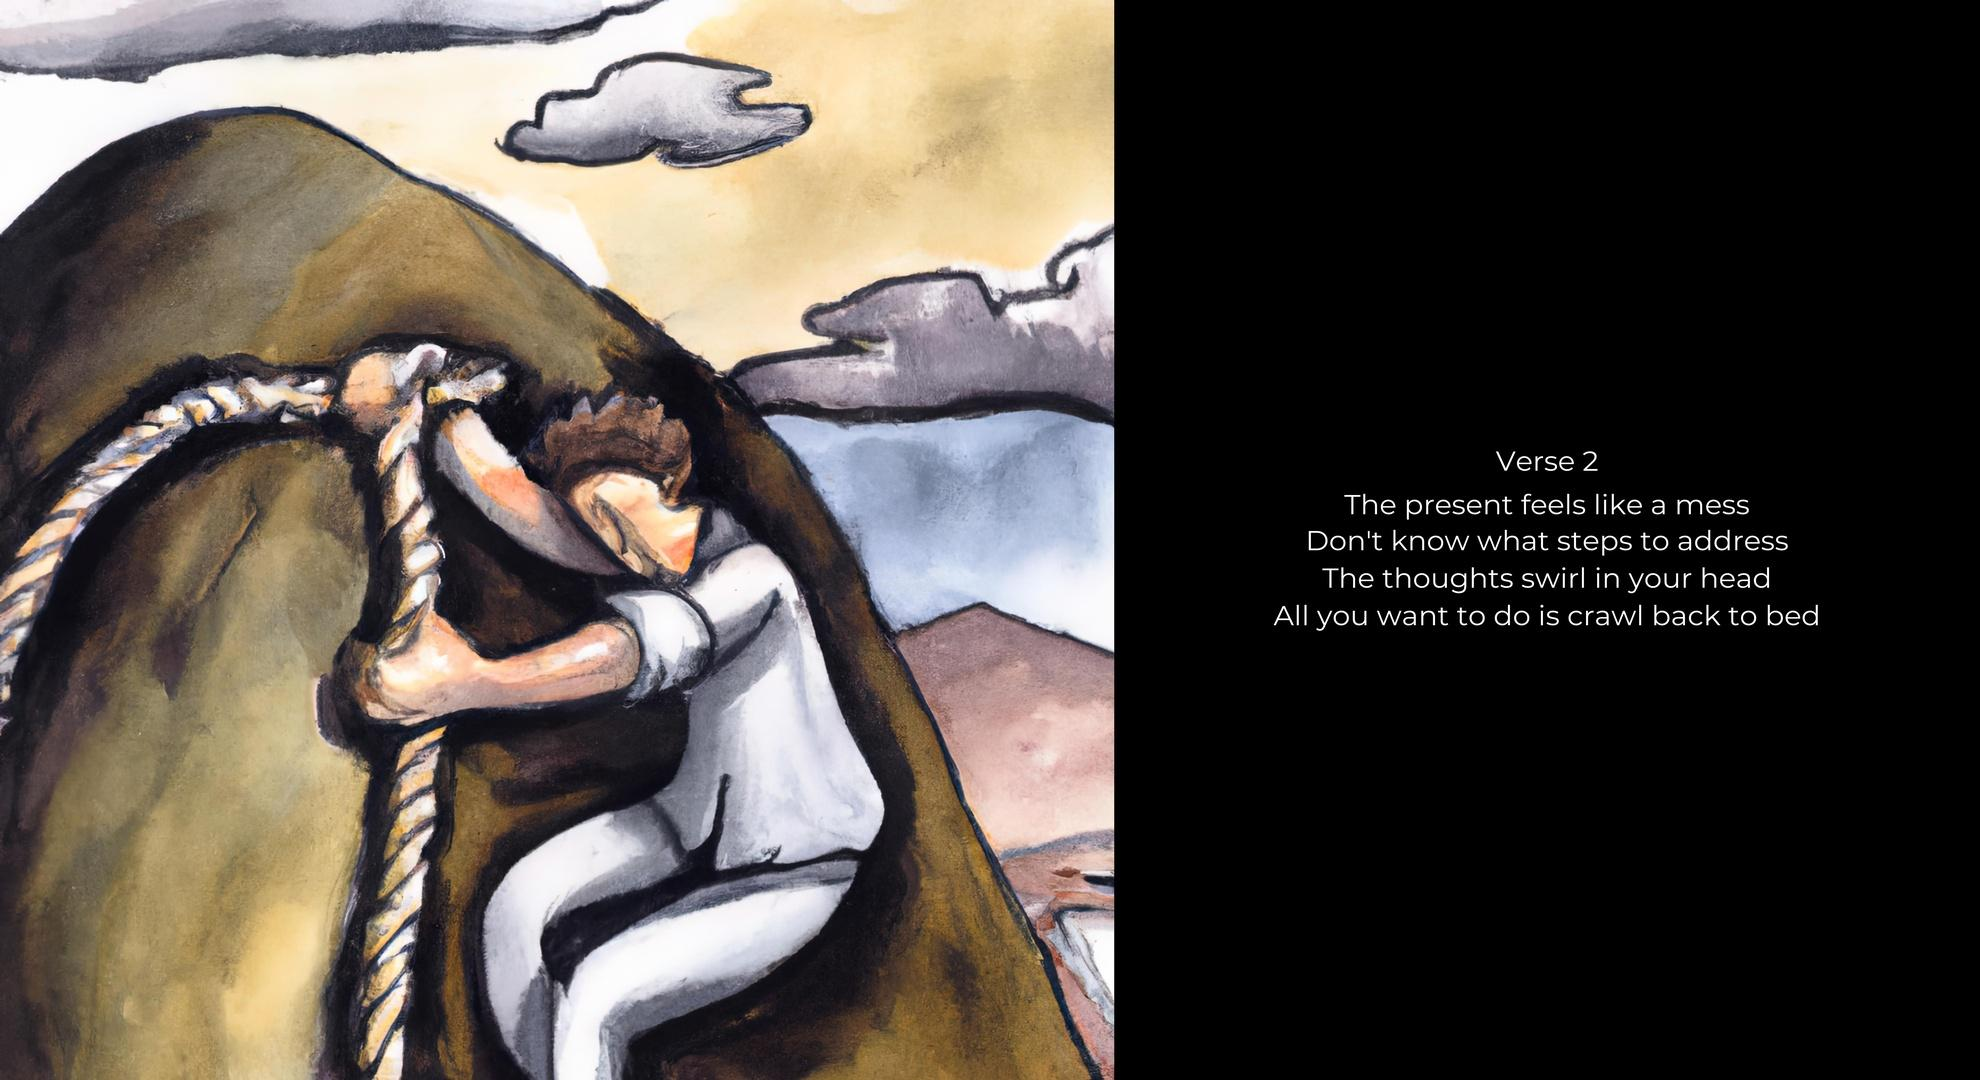 Verse 2
The present feels like a mess
Don't know what steps to address
The thoughts swirl in your head
All you want to do is crawl back to bed